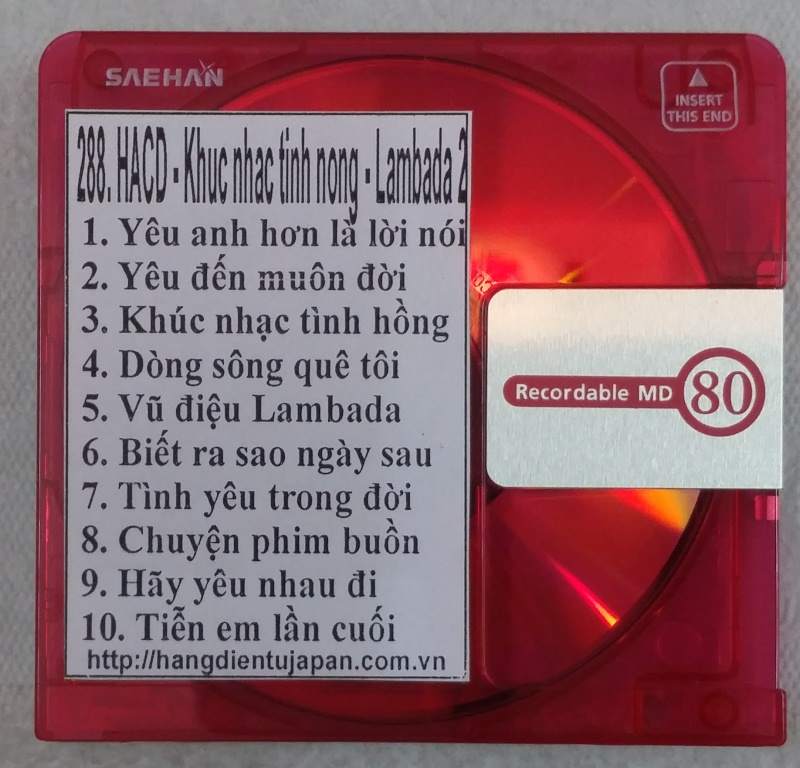 SAEHAN
INSERT
THIS END
288. HACD - Khuc nhac tinh nong - Lambada 2
1. Yêu anh hơn là lời nói
2. Yêu đến muôn đời
3. Khúc nhạc tình hồng
4. Dòng sông quê tôi
5. Vũ điệu Lambada
6. Biết ra sao ngày sau
7. Tình yêu trong đời
8. Chuyện phim buồn
9. Hãy yêu nhau đi
10. Tiễn em lần cuối
http://hangdientujapan.com.vn
Recordable MD 80